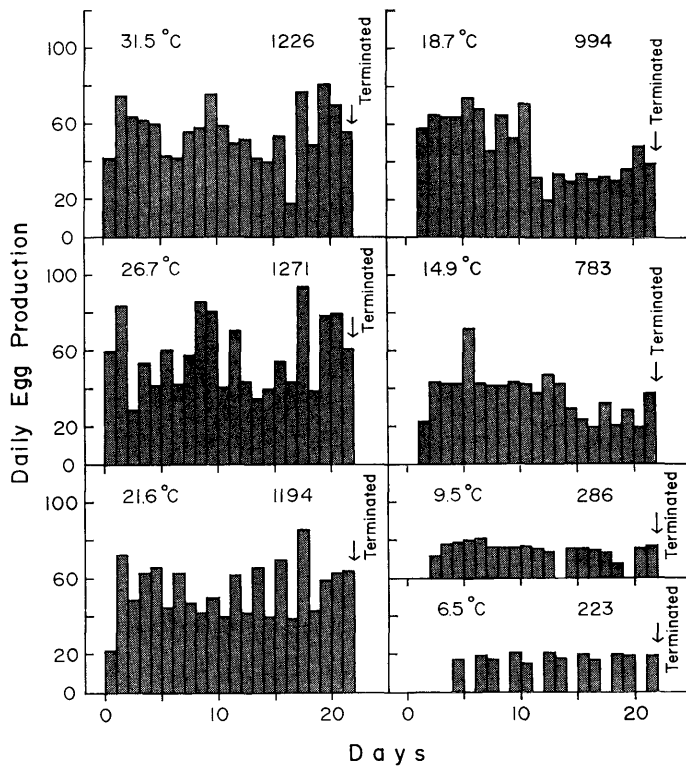 Daily Egg Production
120
100
60
20
0
31.5 °C 1226
Terminated
18.7 °C 994
Terminated
100
60
20
0
26.7 °C 1271
Terminated
14.9 °C 783
Terminated
100
60
20
0
21.6 °C 1194
Terminated
9.5 °C 286
Terminated
6.5 °C 223
Terminated
0 10 20
0 10 20
Days